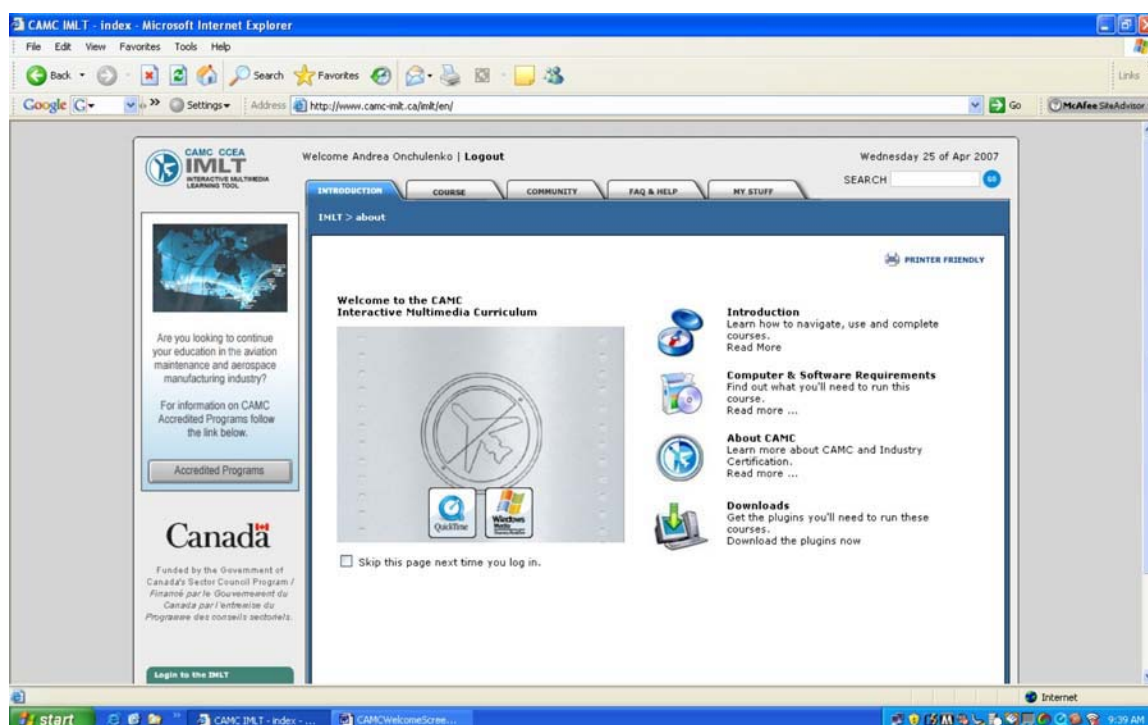 CAMC IMLT - index - Microsoft Internet Explorer
File Edit View Favorites Tools Help
Back Search Favorites Links
Google G Settings Address http://www.camc-imlt.ca/imlt/en/ Go McAfee SiteAdvisor
CAMC CCEA
IMLT
INTERACTIVE MULTIMEDIA
LEARNING TOOL
Welcome Andrea Onchulenko | Logout
Wednesday 25 of Apr 2007
SEARCH GO
INTRODUCTION COURSE COMMUNITY FAQ & HELP MY STUFF
IMLT > about
PRINTER FRIENDLY
Are you looking to continue
your education in the aviation
maintenance and aerospace
manufacturing industry?
For information on CAMC
Accredited Programs follow
the link below.
Accredited Programs
Canada
Funded by the Government of
Canada's Sector Council Program /
Financé par le Gouvernement du
Canada par l'entremise du
Programme des conseils sectoriels.
Login to the IMLT
Welcome to the CAMC
Interactive Multimedia Curriculum
QuickTime
Windows
Media
Skip this page next time you log in.
Introduction
Learn how to navigate, use and complete
courses.
Read More
Computer & Software Requirements
Find out what you'll need to run this
course.
Read more ...
About CAMC
Learn more about CAMC and Industry
Certification.
Read more ...
Downloads
Get the plugins you'll need to run these
courses.
Download the plugins now
Internet
start CAMC IMLT - index - ... CAMCWelcomeScree... 9:39 AM